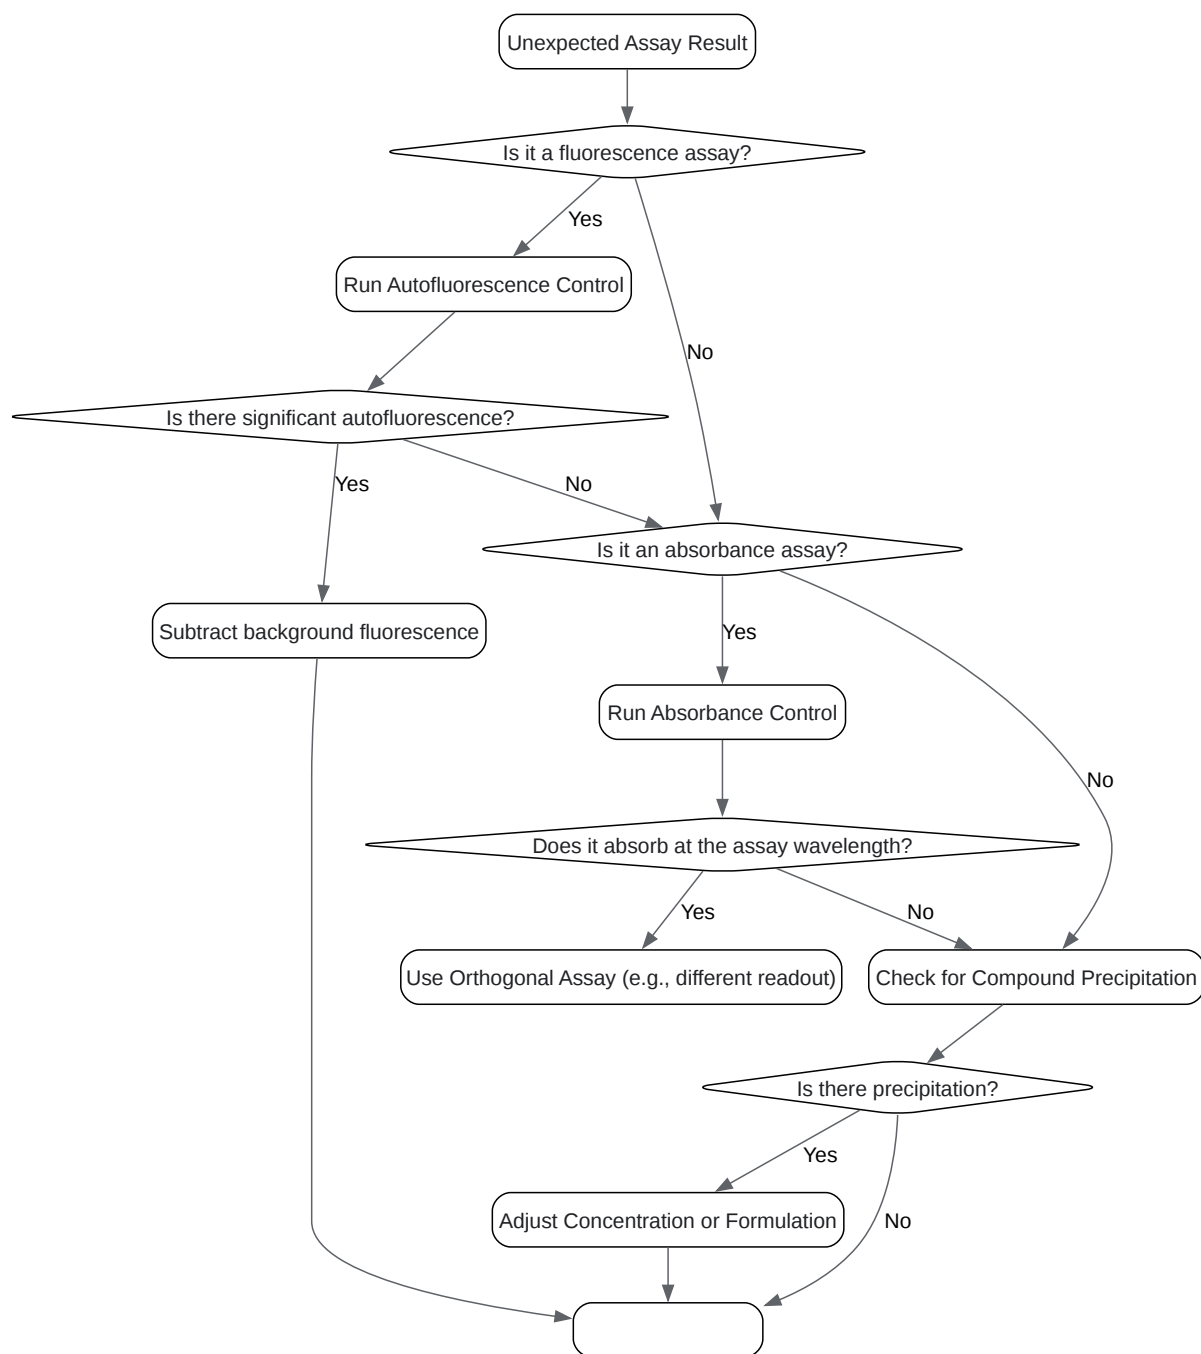 Unexpected Assay Result
Is it a fluorescence assay?
Yes
Run Autofluorescence Control
No
Is there significant autofluorescence?
Yes
No
Is it an absorbance assay?
Subtract background fluorescence
Yes
Run Absorbance Control
No
Does it absorb at the assay wavelength?
Yes
No
Use Orthogonal Assay (e.g., different readout)
Check for Compound Precipitation
Is there precipitation?
Yes
Adjust Concentration or Formulation
No